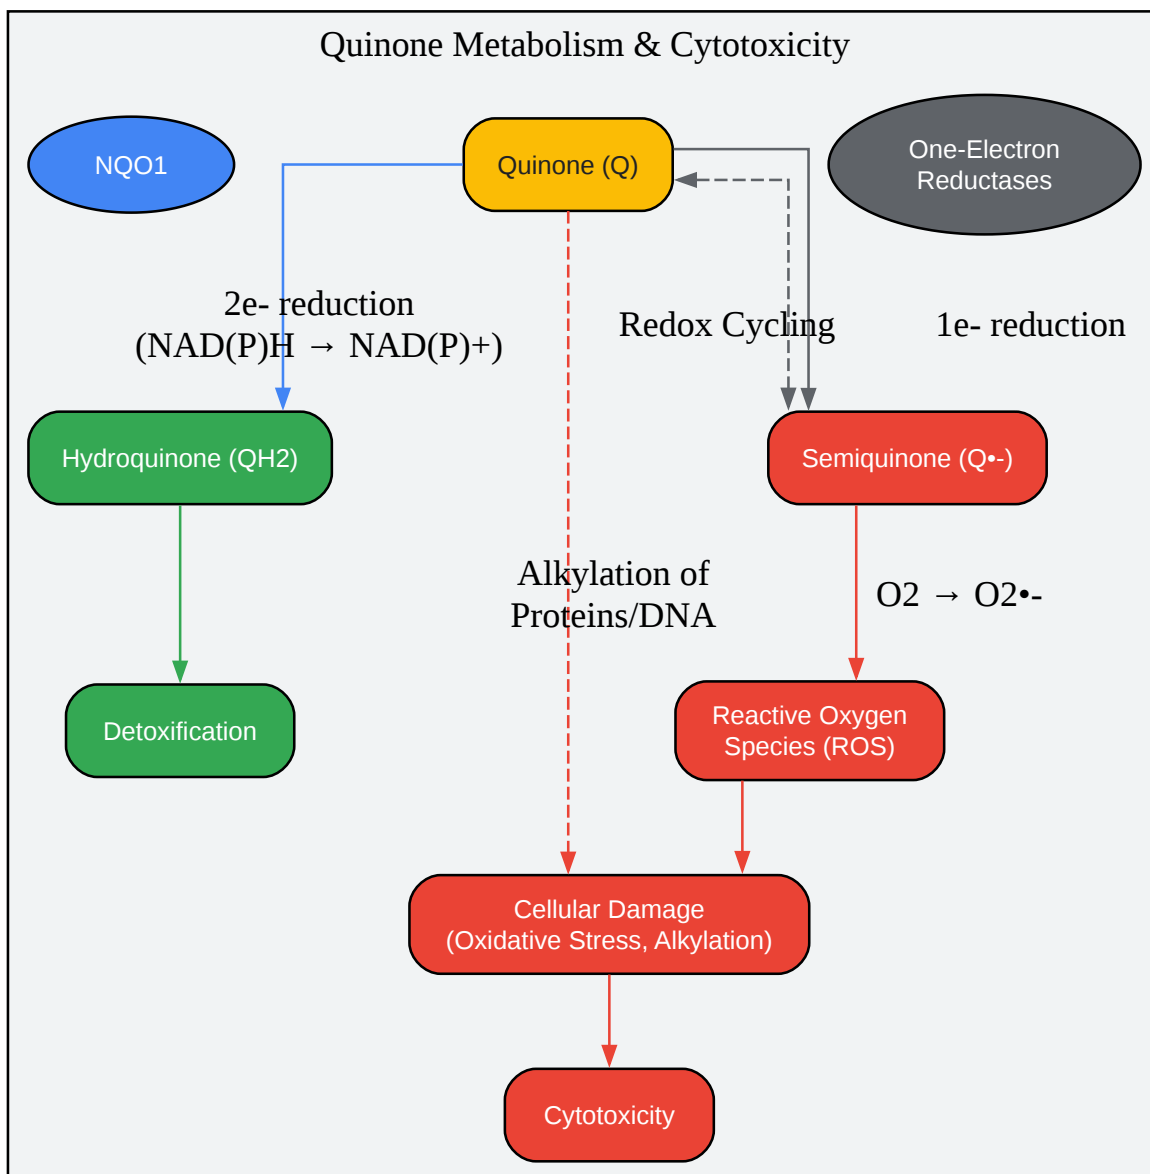 Quinone Metabolism & Cytotoxicity
NQO1
Quinone (Q)
One-Electron
Reductases
2e- reduction
(NAD(P)H → NAD(P)+)
Redox Cycling
1e- reduction
Hydroquinone (QH2)
Semiquinone (Q•-)
Alkylation of
Proteins/DNA
O2 → O2•-
Detoxification
Reactive Oxygen
Species (ROS)
Cellular Damage
(Oxidative Stress, Alkylation)
Cytotoxicity